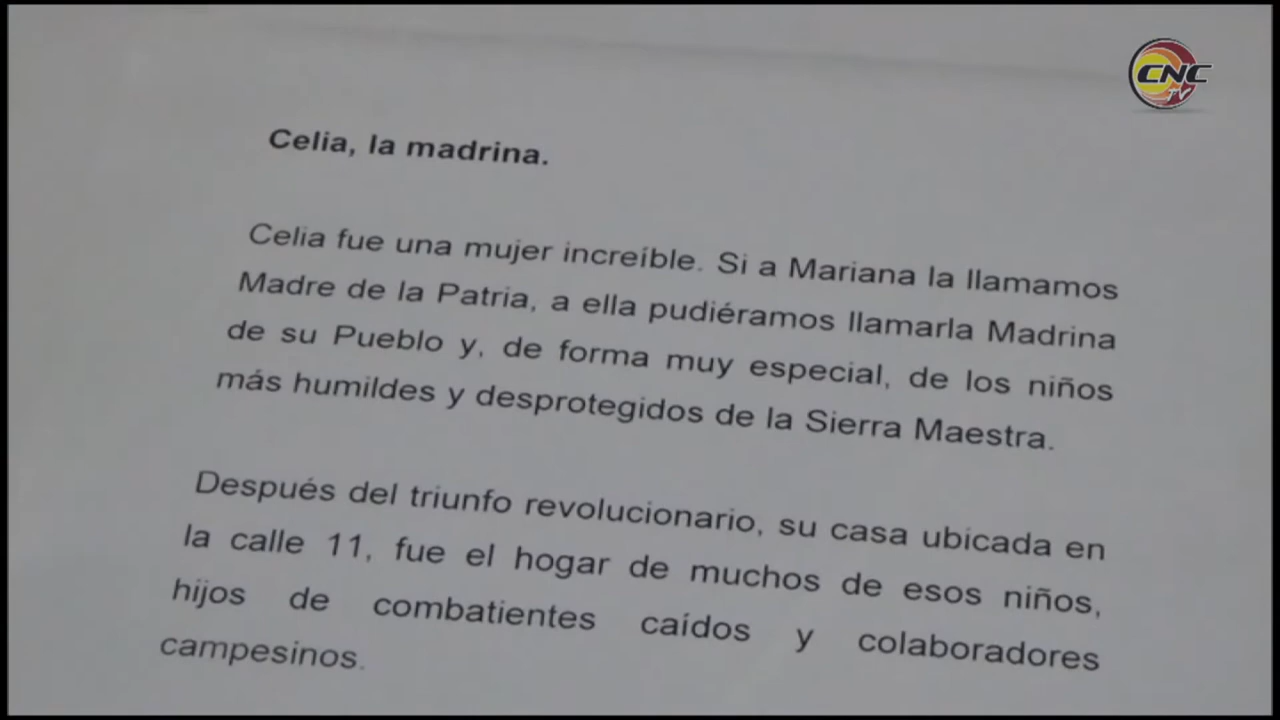 CNC
TV
Celia, la madrina.
Celia fue una mujer increíble. Si a Mariana la llamamos
Madre de la Patria, a ella pudiéramos llamarla Madrina
de su Pueblo y, de forma muy especial, de los niños
más humildes y desprotegidos de la Sierra Maestra.
Después del triunfo revolucionario, su casa ubicada en
la calle 11, fue el hogar de muchos de esos niños,
hijos de combatientes caídos y colaboradores
campesinos.